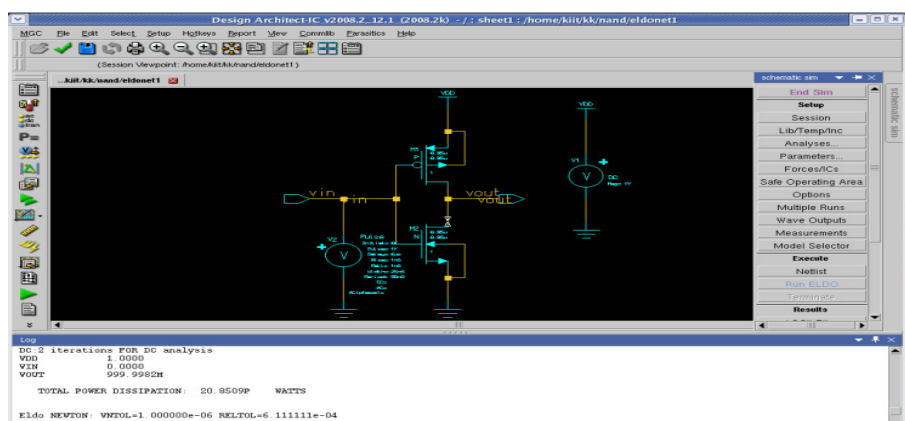 Design Architect-IC v2008.2_12.1 (2008.2k) - / : sheet1 : /home/kiit/kk/nand/eldonet1
MGC File Edit Select Setup Hotkeys Report View Commlib Parasitics Help
(Session Viewpoint: /home/kiit/kk/nand/eldonet1 )
...kiit/kk/nand/eldonet1
schematic sim
schematic sim
End Sim
Setup
Session
Lib/Temp/Inc
Analyses...
Parameters...
Forces/ICs
Safe Operating Area
Options
Multiple Runs
Wave Outputs
Measurements
Model Selector
Execute
Netlist
Run ELDO
Terminate
Results
VDD
VDD
M1
P
V1
V
DC
vin
in
vout
vout
M2
N
V2
V
Pulse
Log
DC:2 iterations FOR DC analysis
VDD 1.0000
VIN 0.0000
VOUT 999.9982M
TOTAL POWER DISSIPATION: 20.8509P WATTS
Eldo NEWTON: VNTOL=1.000000e-06 RELTOL=6.111111e-04